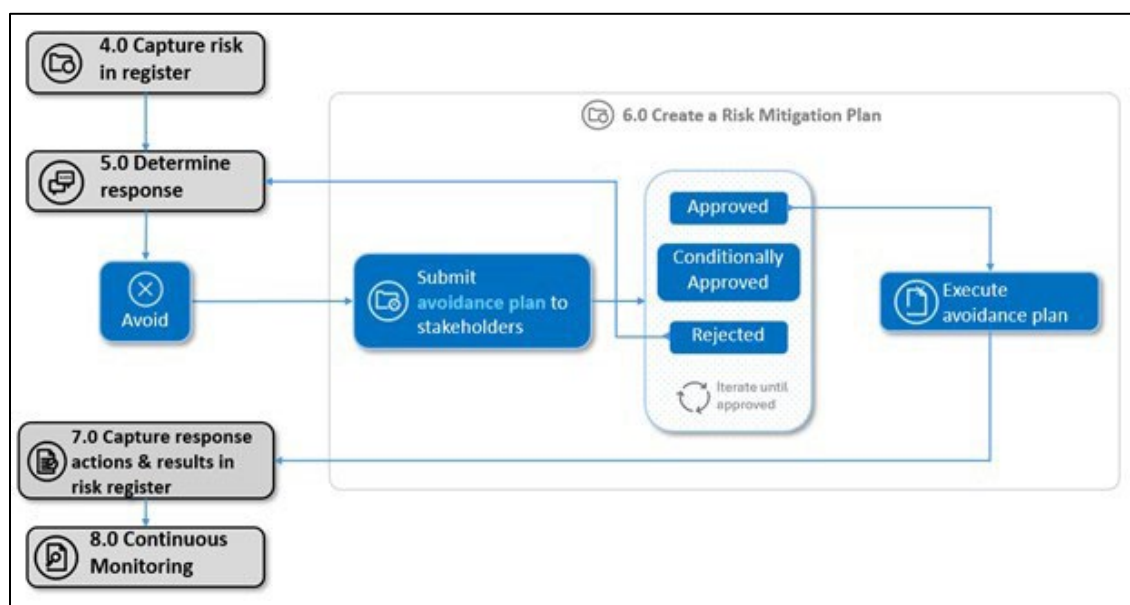 4.0 Capture risk
in register
6.0 Create a Risk Mitigation Plan
5.0 Determine
response
Approved
Conditionally
Approved
Submit
avoidance plan to
stakeholders
Execute
avoidance plan
Avoid
Rejected
Iterate until
approved
7.0 Capture response
actions & results in
risk register
8.0 Continuous
Monitoring